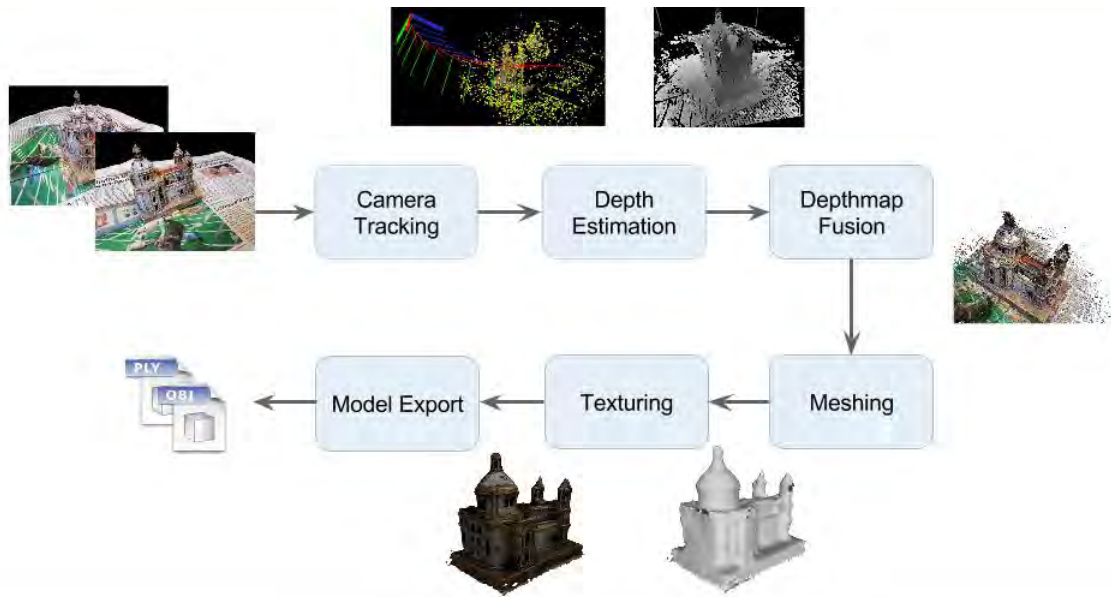 Camera
Tracking
Depth
Estimation
Depthmap
Fusion
Meshing
Texturing
Model Export
PLY
OBJ